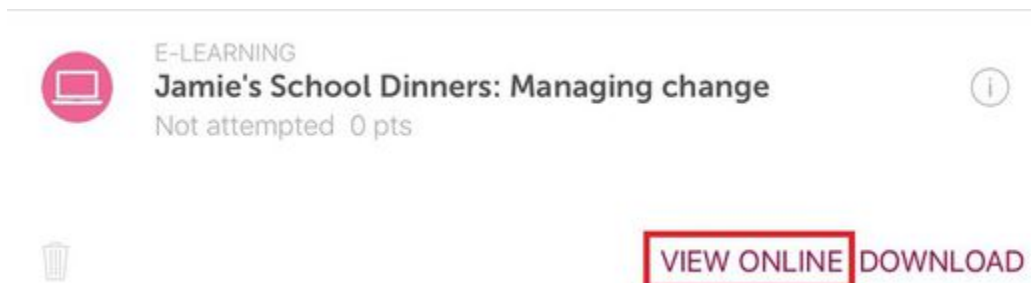 E-LEARNING
Jamie's School Dinners: Managing change
Not attempted 0 pts
i
VIEW ONLINE DOWNLOAD